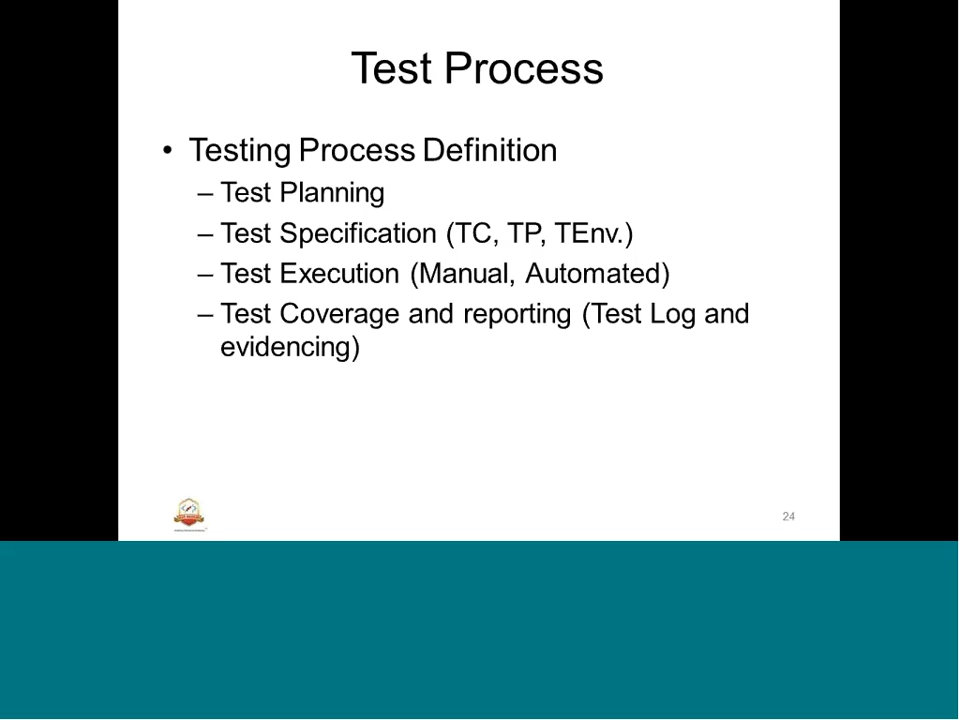 Test Process
• Testing Process Definition
– Test Planning
– Test Specification (TC, TP, TEnv.)
– Test Execution (Manual, Automated)
– Test Coverage and reporting (Test Log and
evidencing)
24